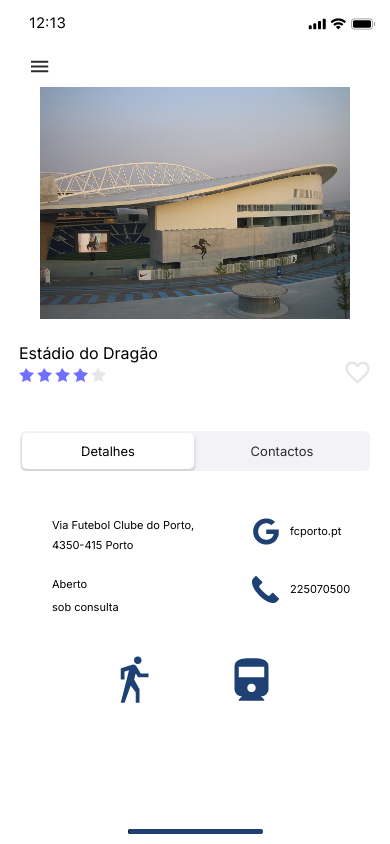 12:13
Estádio do Dragão
Detalhes
Contactos
Via Futebol Clube do Porto,
4350-415 Porto
fcporto.pt
Aberto
sob consulta
225070500